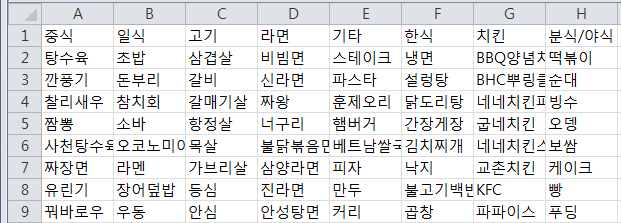 A B C D E F G H
1 중식 일식 고기 라면 기타 한식 치킨 분식/야식
2 탕수육 초밥 삼겹살 비빔면 스테이크 냉면 BBQ양념치 떡볶이
3 깐풍기 돈부리 갈비 신라면 파스타 설렁탕 BHC뿌링클 순대
4 찰리새우 참치회 갈매기살 짜왕 훈제오리 닭도리탕 네네치킨파 빙수
5 짬뽕 소바 항정살 너구리 햄버거 간장게장 굽네치킨 오뎅
6 사천탕수육 오코노미야 목살 불닭볶음면 베트남쌀국 김치찌개 네네치킨스 보쌈
7 짜장면 라멘 가브리살 삼양라면 피자 낙지 교촌치킨 케이크
8 유린기 장어덮밥 등심 진라면 만두 불고기백반 KFC 빵
9 꿔바로우 우동 안심 안성탕면 커리 곱창 파파이스 푸딩